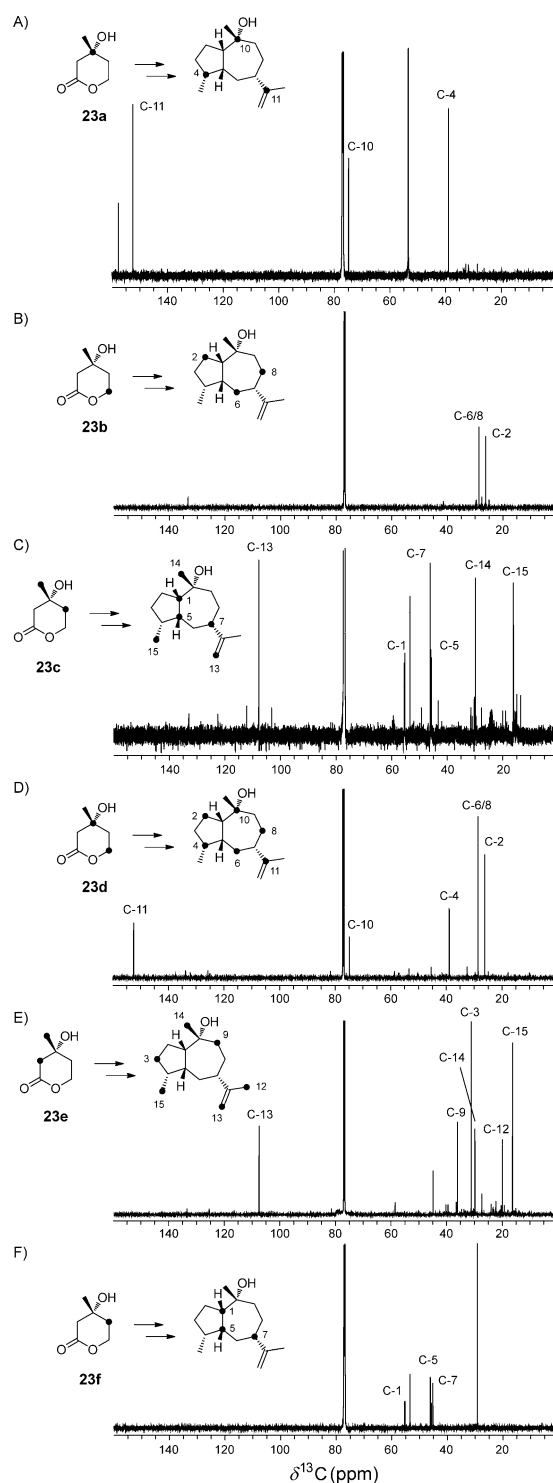 A)
OH
10
4
H
H
11
O
O
OH
23a
C-11
C-10
C-4
140 120 100 80 60 40 20
B)
OH
2
8
6
H
H
O
O
OH
23b
C-6/8
C-2
140 120 100 80 60 40 20
C)
14
OH
1
5
7
15
13
H
H
O
O
OH
23c
C-13
C-7
C-14
C-15
C-1
C-5
140 120 100 80 60 40 20
D)
OH
2
10
8
4
6
11
H
H
O
O
OH
23d
C-11
C-10
C-4
C-6/8
C-2
140 120 100 80 60 40 20
E)
14
OH
9
3
12
15
13
H
H
O
O
OH
23e
C-13
C-3
C-15
C-14
C-9
C-12
140 120 100 80 60 40 20
F)
OH
1
5
7
H
H
O
O
OH
23f
C-5
C-1
C-7
140 120 100 80 60 40 20
δ¹³C (ppm)